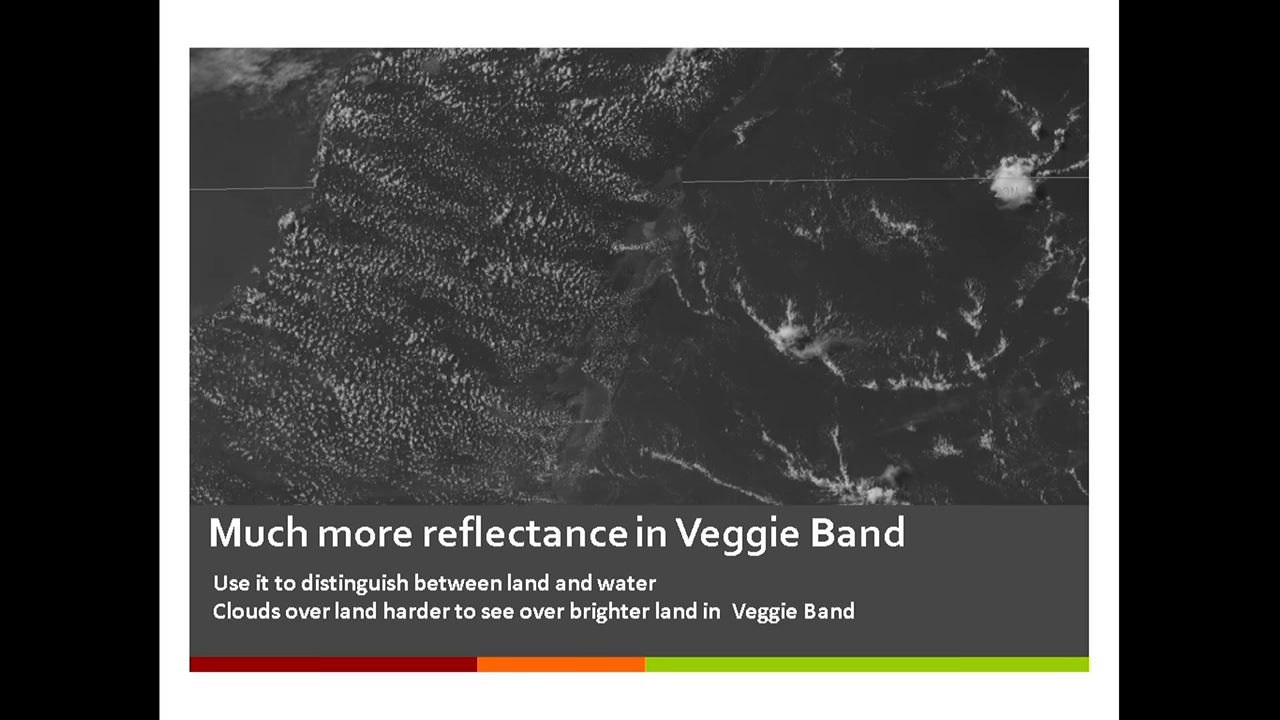 Much more reflectance in Veggie Band
Use it to distinguish between land and water
Clouds over land harder to see over brighter land in Veggie Band